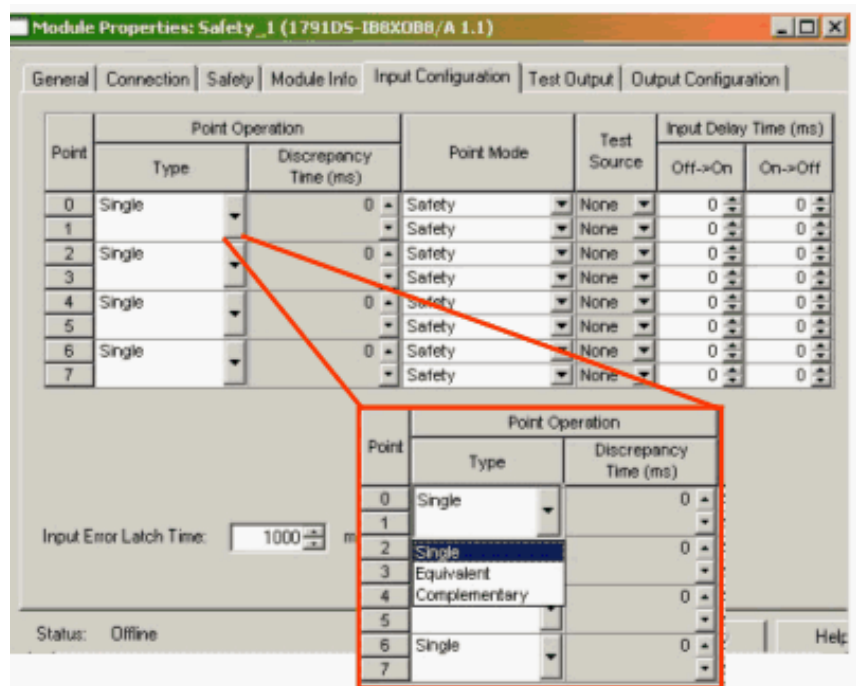 Module Properties: Safety_1 (1791DS-IB8XOB8/A 1.1)
General Connection Safety Module Info Input Configuration Test Output Output Configuration
Point Point Operation Point Mode Test Source Input Delay Time (ms)
Type Discrepancy Time (ms) Off->On On->Off
0 Single 0 Safety None 0 0
1 Safety None 0 0
2 Single 0 Safety None 0 0
3 Safety None 0 0
4 Single 0 Safety None 0 0
5 Safety None 0 0
6 Single 0 Safety None 0 0
7 Safety None 0 0
Input Error Latch Time: 1000 m
Status: Offline
Help
Point Point Operation
Type Discrepancy Time (ms)
0 Single 0
1
2 Single 0
3 Equivalent
4 Complementary 0
5
6 Single 0
7